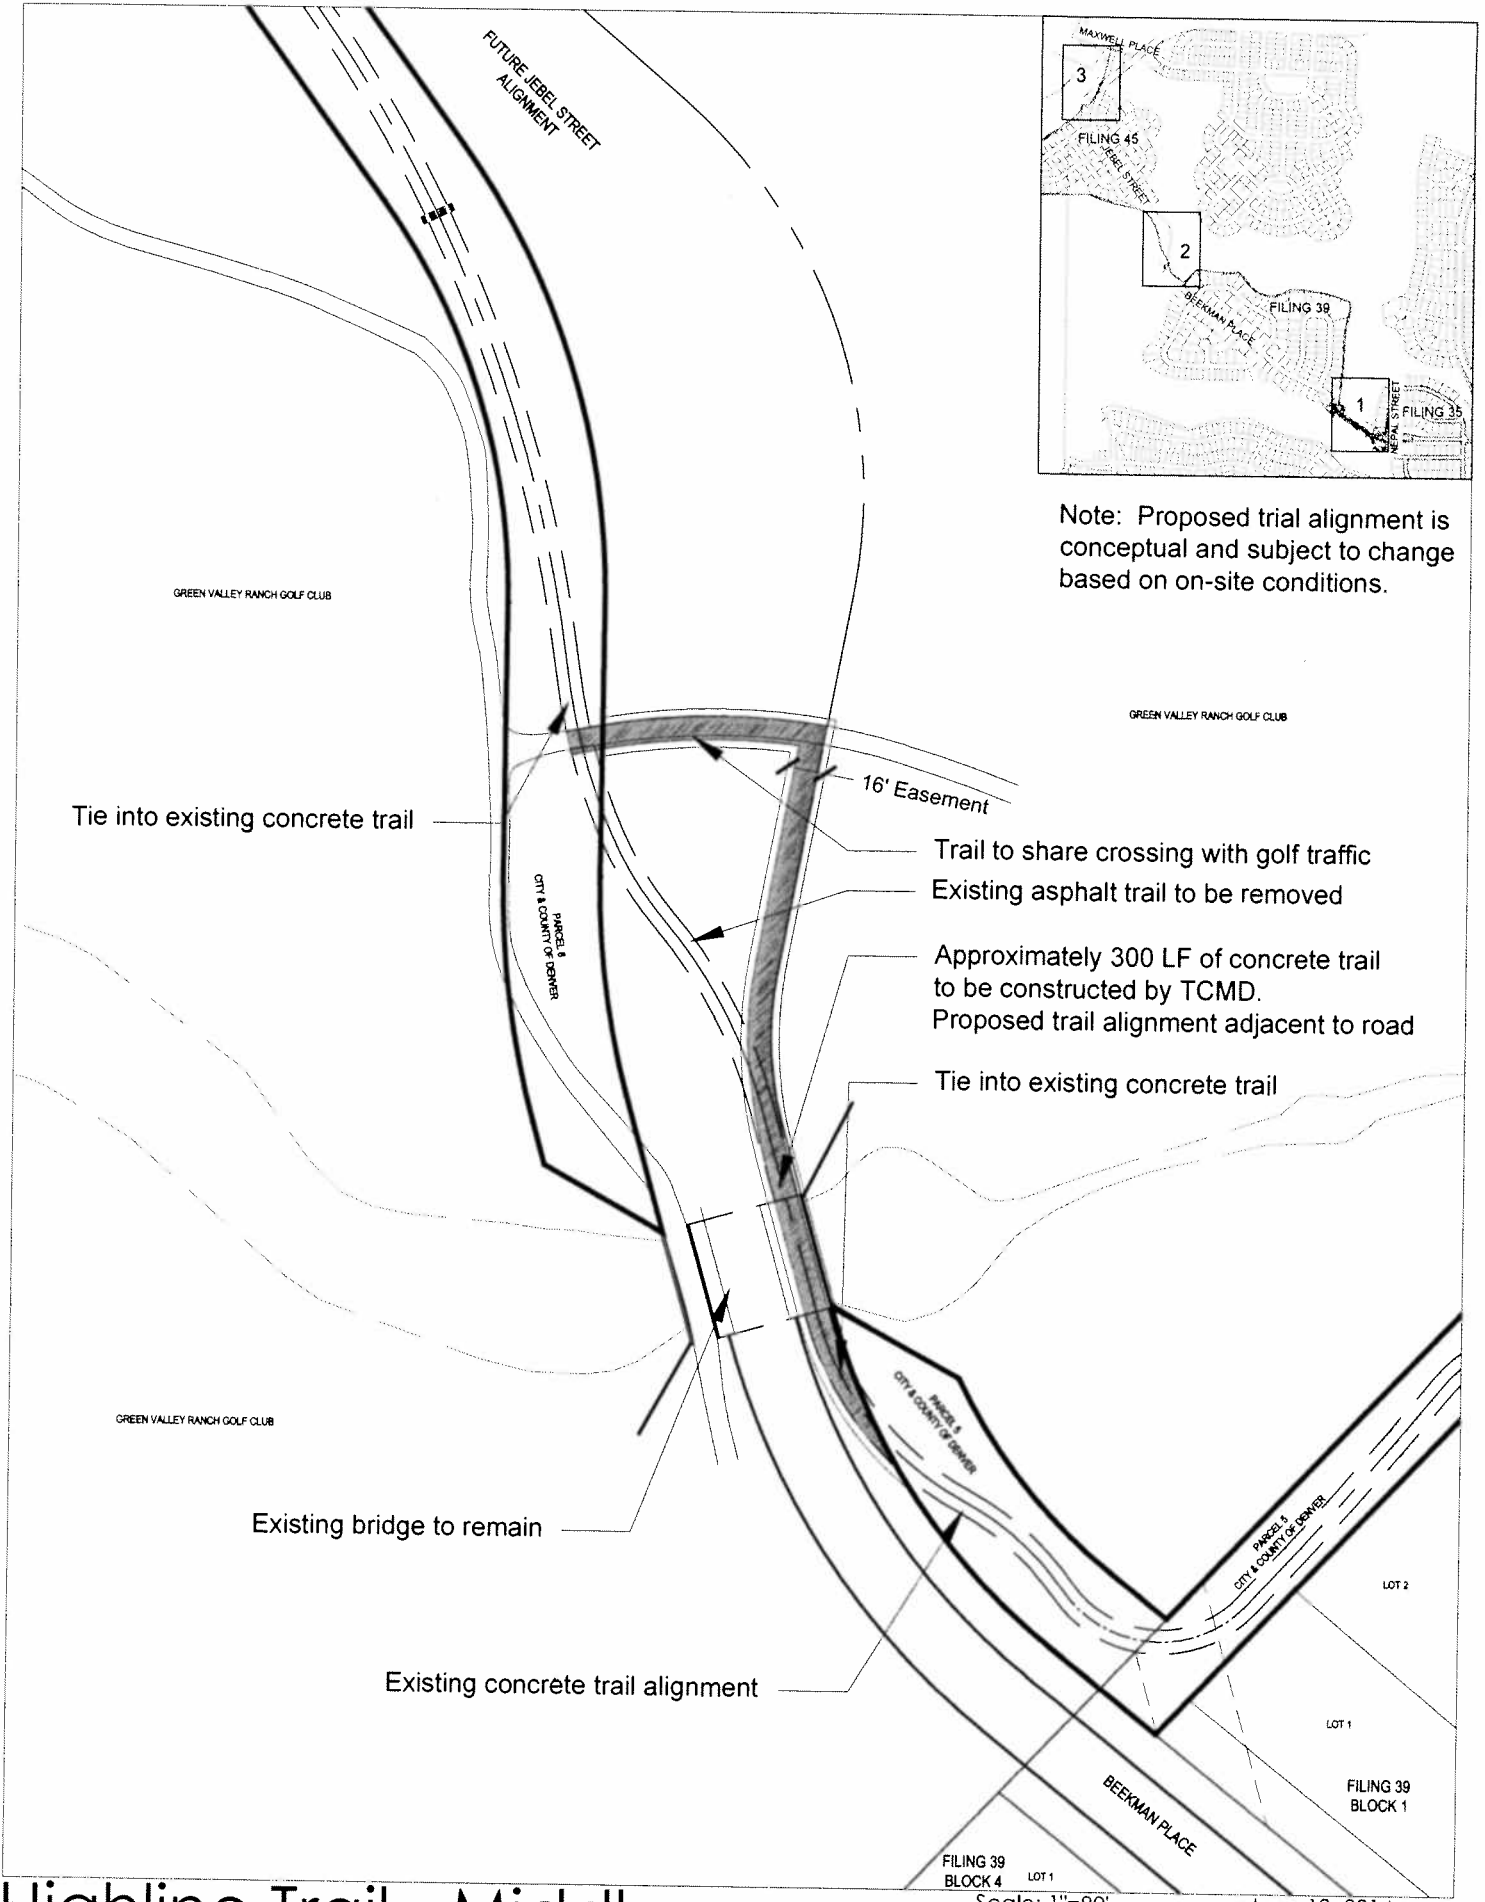 FUTURE JEBEL STREET
ALIGNMENT
MAXWELL PLACE
3
FILING 45
JEBEL STREET
2
BEEKMAN PLACE
FILING 39
1
NEPAL STREET
FILING 35
Note: Proposed trial alignment is
conceptual and subject to change
based on on-site conditions.
GREEN VALLEY RANCH GOLF CLUB
GREEN VALLEY RANCH GOLF CLUB
16' Easement
Tie into existing concrete trail
Trail to share crossing with golf traffic
Existing asphalt trail to be removed
PARCEL 6
CITY & COUNTY OF DENVER
Approximately 300 LF of concrete trail
to be constructed by TCMD.
Proposed trail alignment adjacent to road
Tie into existing concrete trail
PARCEL 5
CITY & COUNTY OF DENVER
GREEN VALLEY RANCH GOLF CLUB
Existing bridge to remain
PARCEL 5
CITY & COUNTY OF DENVER
LOT 2
Existing concrete trail alignment
LOT 1
FILING 39
BLOCK 1
BEEKMAN PLACE
FILING 39
BLOCK 4
LOT 1
Highline Trail